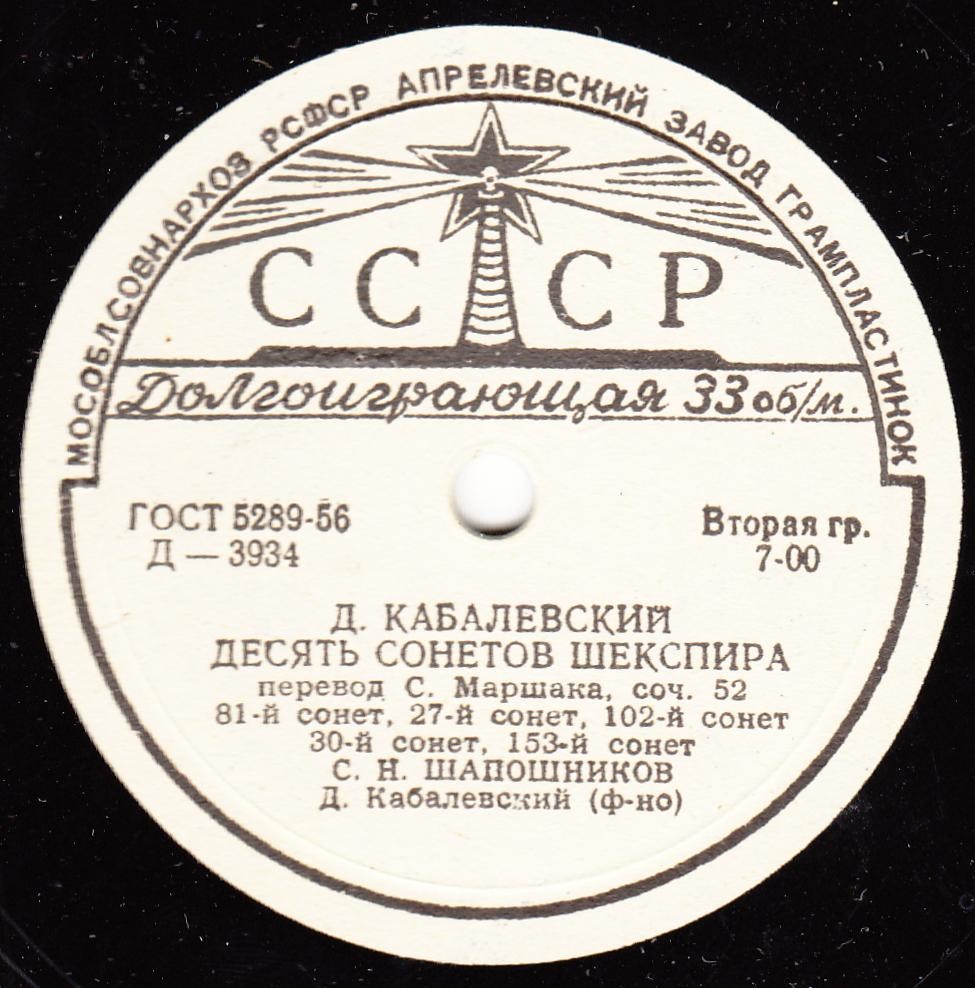 МОСОБЛСОВНАРХОЗ РСФСР АПРЕЛЕВСКИЙ ЗАВОД ГРАМПЛАСТИНОК
СССР
Долгоиграющая 33 об/м.
ГОСТ 5289-56
Д — 3934
Вторая гр.
7-00
Д. КАБАЛЕВСКИЙ
ДЕСЯТЬ СОНЕТОВ ШЕКСПИРА
перевод С. Маршака, соч. 52
81-й сонет, 27-й сонет, 102-й сонет
30-й сонет, 153-й сонет
С. Н. ШАПОШНИКОВ
Д. Кабалевский (ф-но)